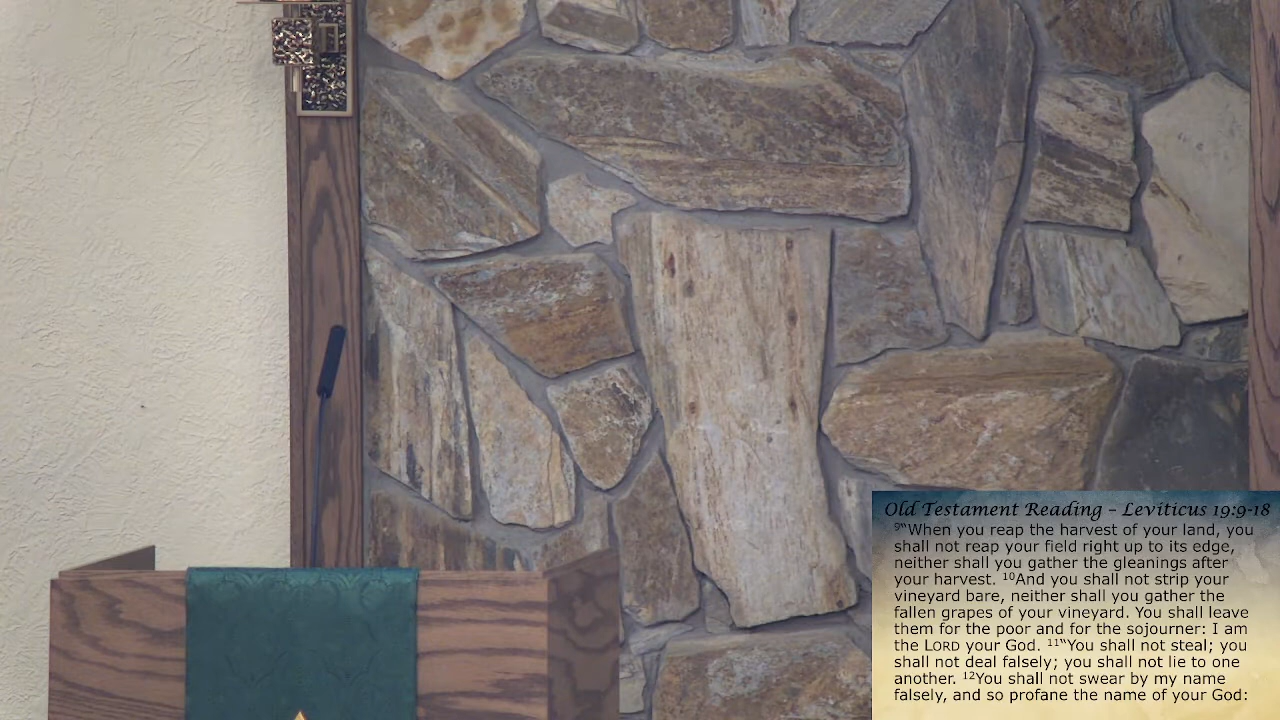 Old Testament Reading – Leviticus 19:9-18
⁹“When you reap the harvest of your land, you
shall not reap your field right up to its edge,
neither shall you gather the gleanings after
your harvest. ¹⁰And you shall not strip your
vineyard bare, neither shall you gather the
fallen grapes of your vineyard. You shall leave
them for the poor and for the sojourner: I am
the LORD your God. ¹¹“You shall not steal; you
shall not deal falsely; you shall not lie to one
another. ¹²You shall not swear by my name
falsely, and so profane the name of your God: